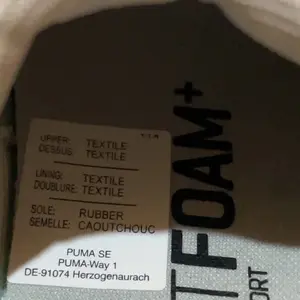 UPPER: TEXTILE
DESSUS: TEXTILE
LINING: TEXTILE
DOUBLURE: TEXTILE
SOLE: RUBBER
SEMELLE: CAOUTCHOUC
PUMA SE
PUMA-Way 1
DE-91074 Herzogenaurach
FOAM+